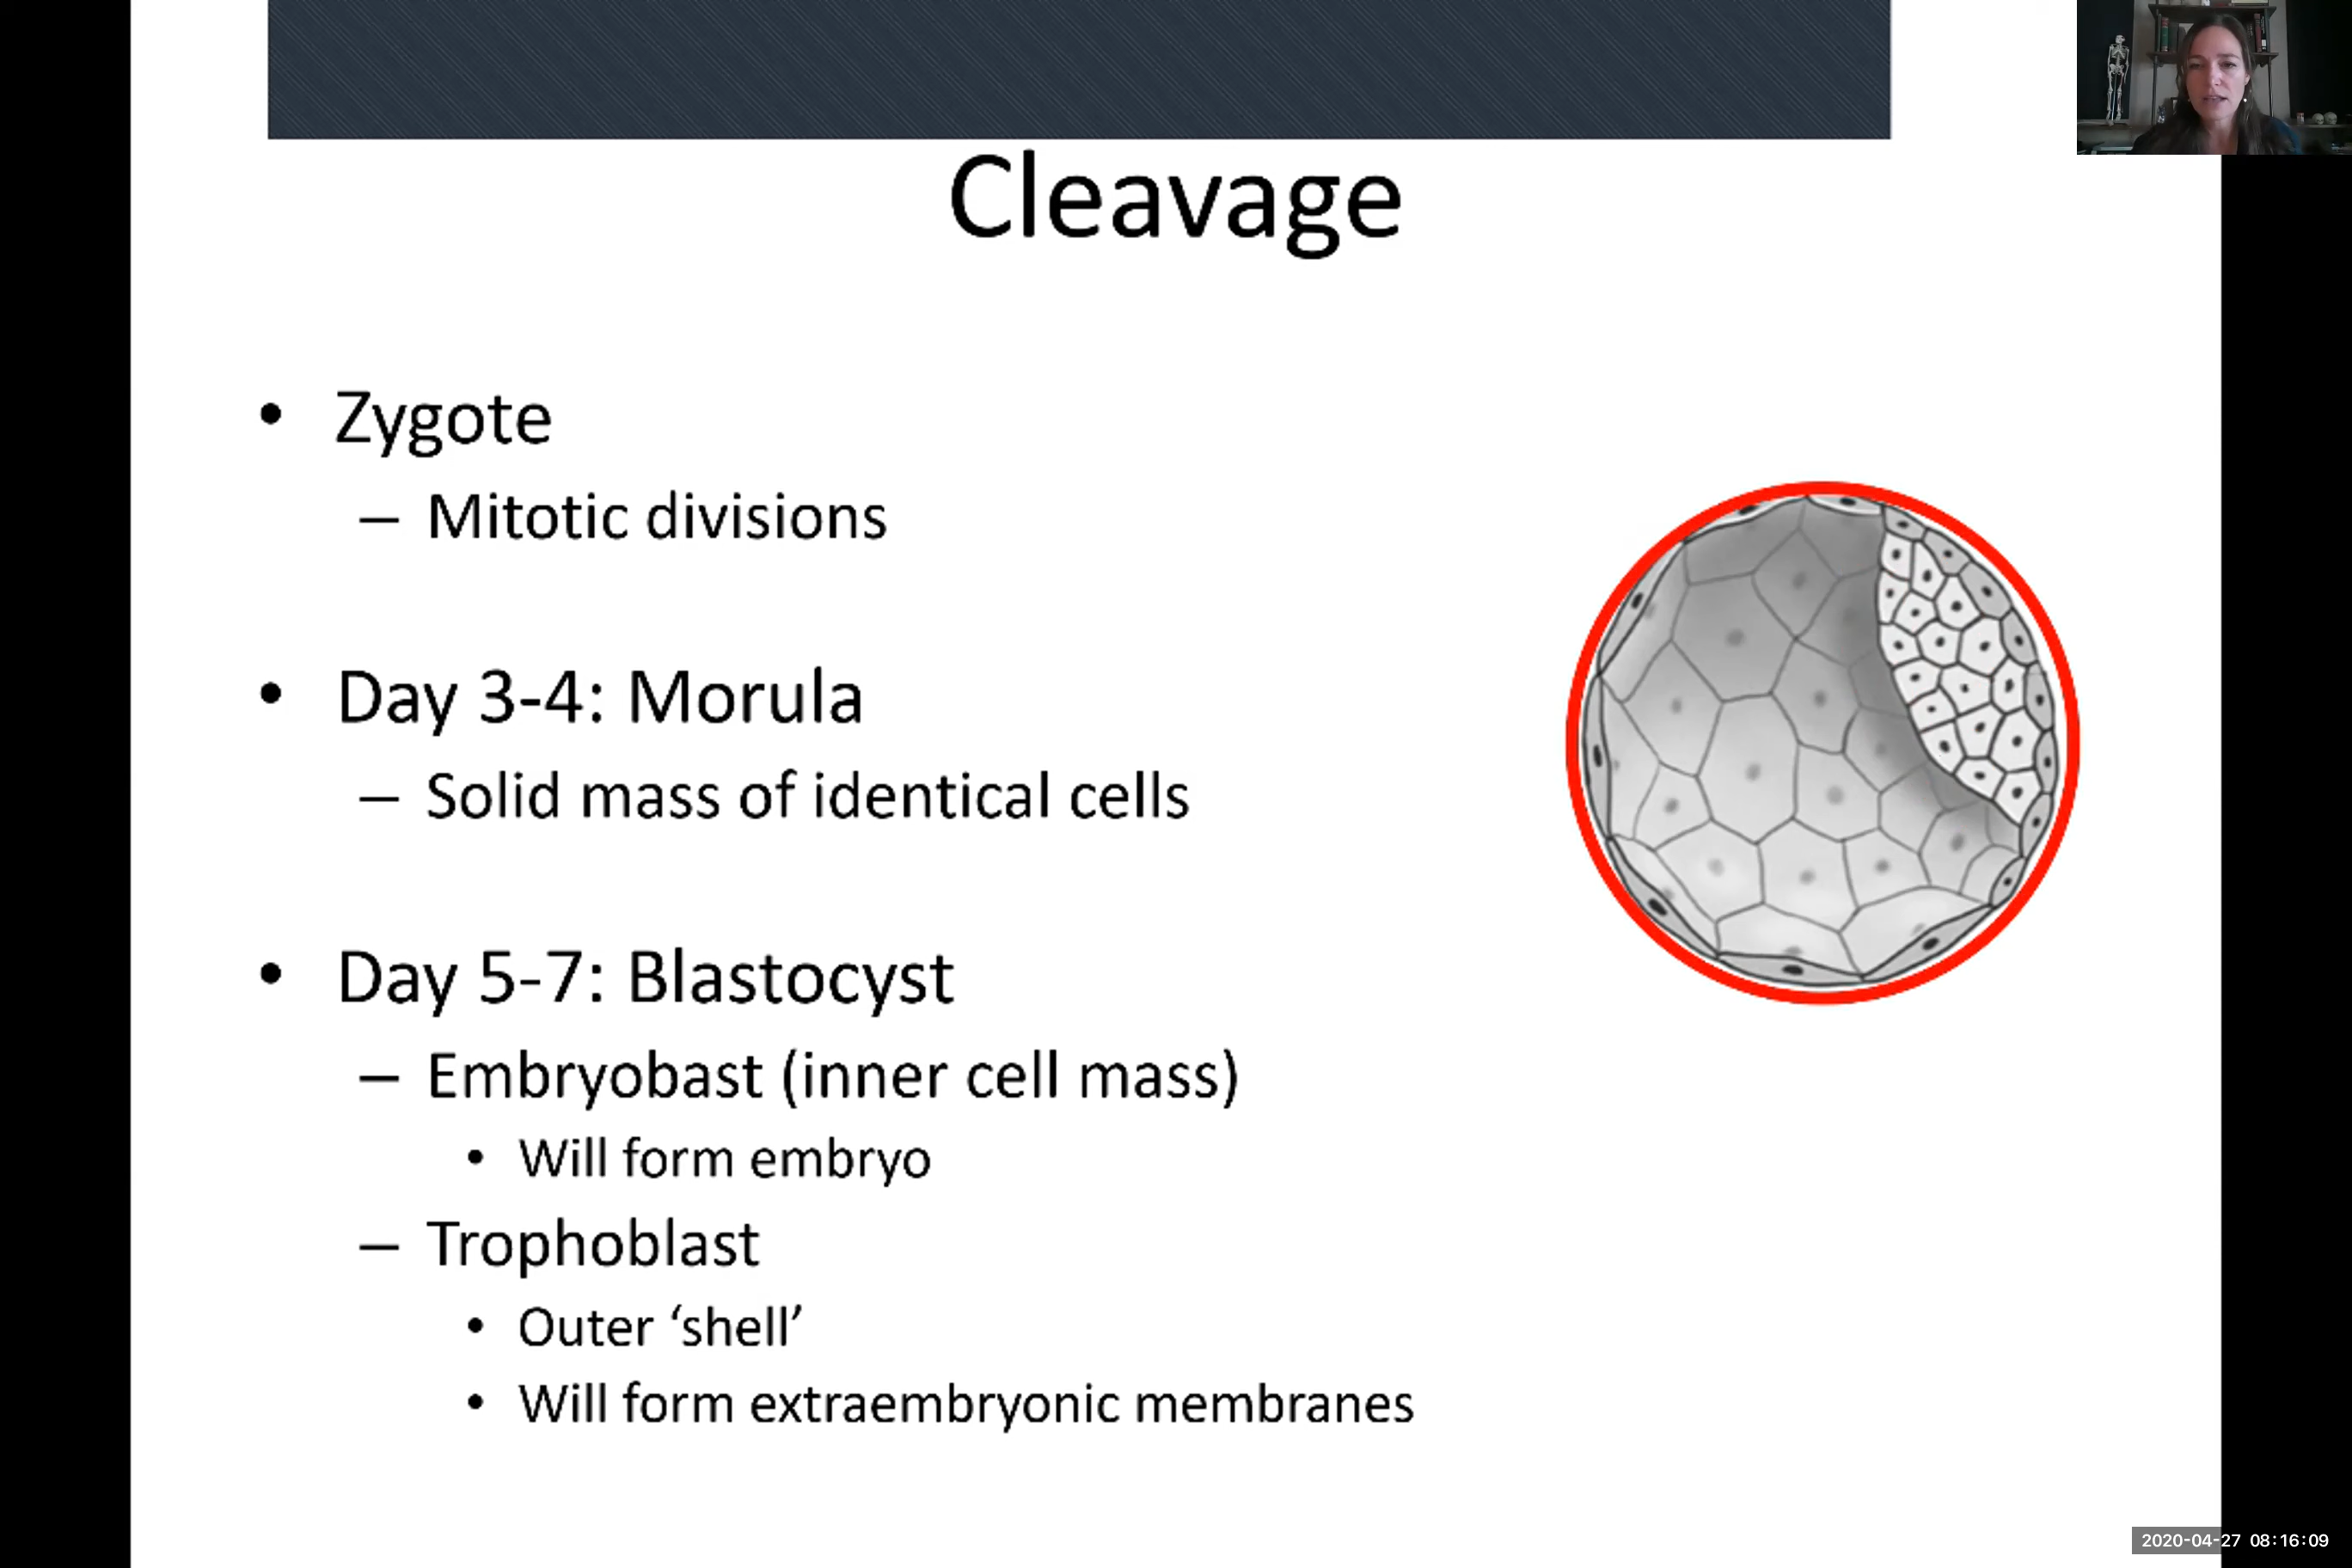 Cleavage
• Zygote
– Mitotic divisions
• Day 3-4: Morula
– Solid mass of identical cells
• Day 5-7: Blastocyst
– Embryobast (inner cell mass)
• Will form embryo
– Trophoblast
• Outer ‘shell’
• Will form extraembryonic membranes
2020-04-27 08:16:09